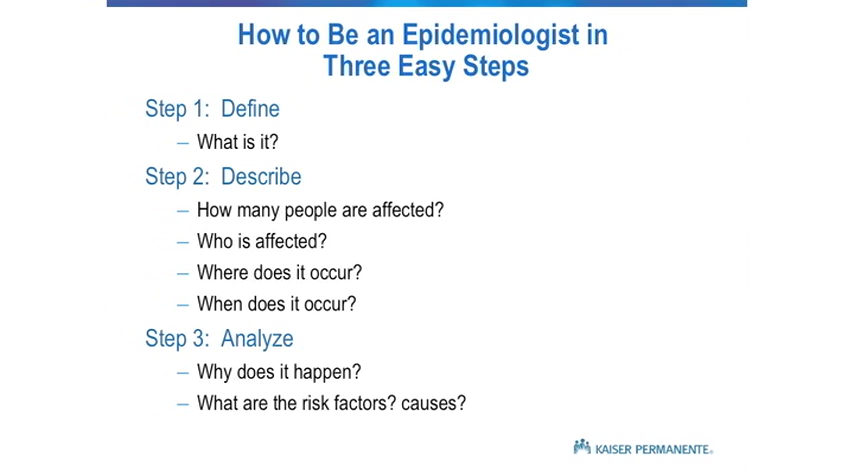 How to Be an Epidemiologist in
Three Easy Steps
Step 1: Define
– What is it?
Step 2: Describe
– How many people are affected?
– Who is affected?
– Where does it occur?
– When does it occur?
Step 3: Analyze
– Why does it happen?
– What are the risk factors? causes?
KAISER PERMANENTE®